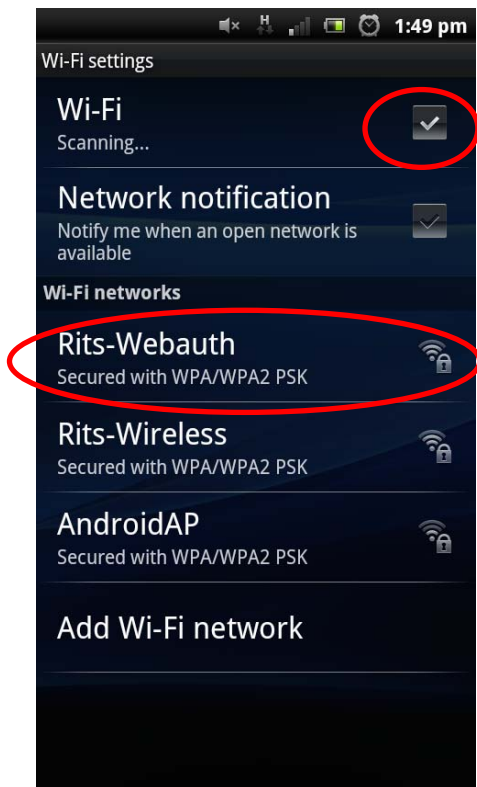 H 1:49 pm
Wi-Fi settings
Wi-Fi
Scanning...
Network notification
Notify me when an open network is
available
Wi-Fi networks
Rits-Webauth
Secured with WPA/WPA2 PSK
Rits-Wireless
Secured with WPA/WPA2 PSK
AndroidAP
Secured with WPA/WPA2 PSK
Add Wi-Fi network